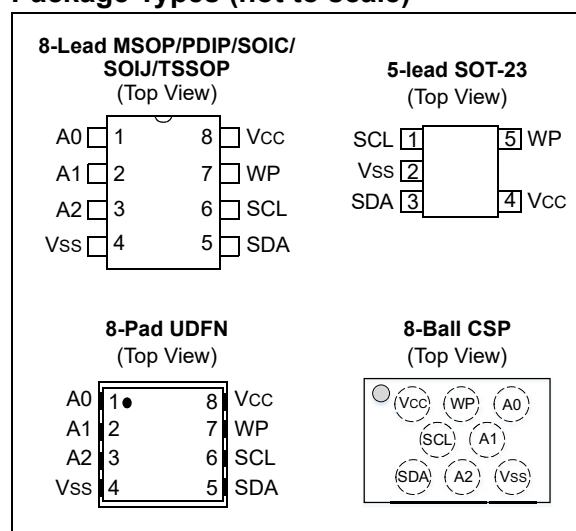 Package Types (not to scale)
8-Lead MSOP/PDIP/SOIC/
SOIJ/TSSOP
(Top View)
A0 1 8 VCC
A1 2 7 WP
A2 3 6 SCL
VSS 4 5 SDA
5-lead SOT-23
(Top View)
SCL 1 5 WP
VSS 2
SDA 3 4 VCC
8-Pad UDFN
(Top View)
A0 1 8 VCC
A1 2 7 WP
A2 3 6 SCL
VSS 4 5 SDA
8-Ball CSP
(Top View)
VCC WP A0
SCL A1
SDA A2 VSS